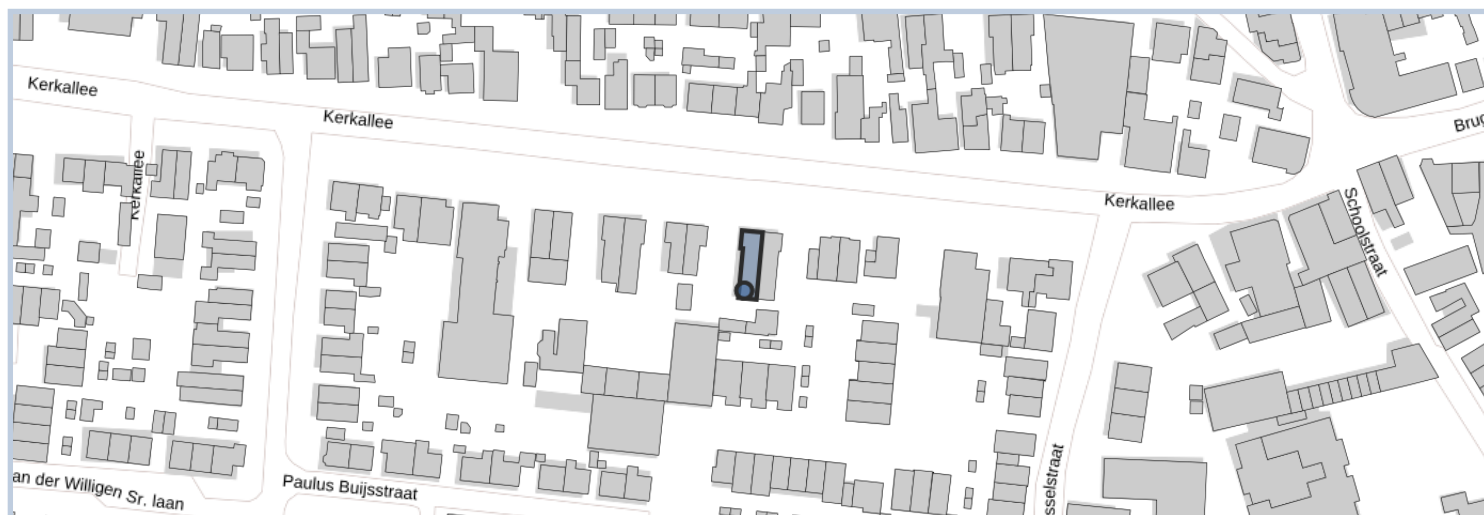 Kerkallee
Kerkallee
Brug
Kerkallee
Kerkallee
Schoolstraat
sselstraat
an der Willigen Sr. laan
Paulus Buijsstraat